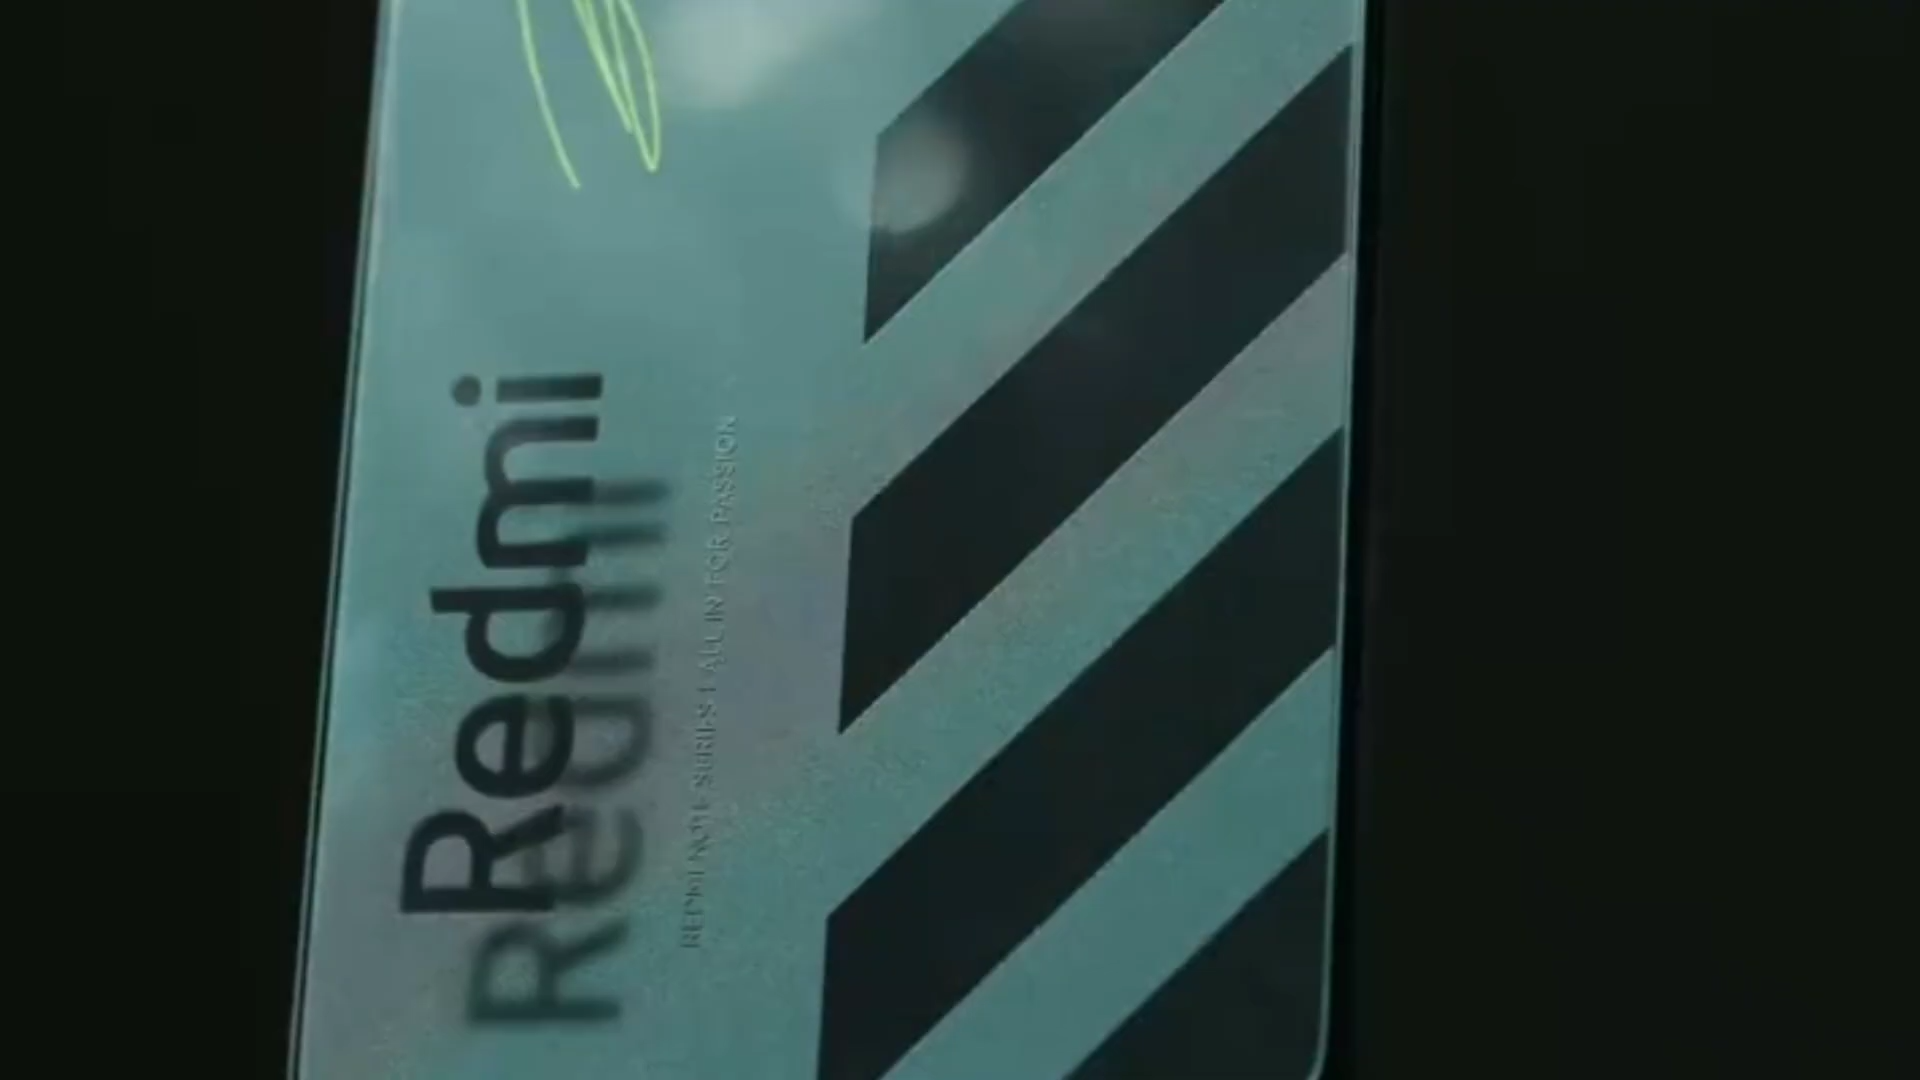 Redmi
REDMI NOTE SERIES | ALL IN FOR PASSION